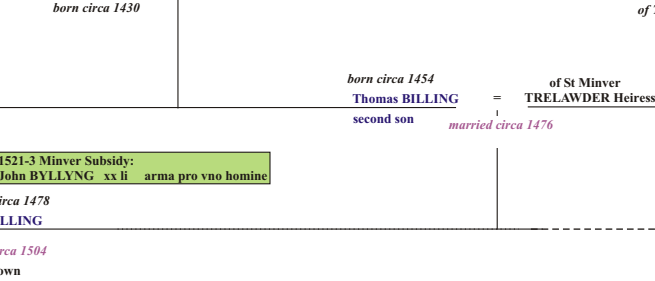 born circa 1430
of
born circa 1454
of St Minver
Thomas BILLING
=
TRELAWDER Heiress
second son
married circa 1476
1521-3 Minver Subsidy:
John BYLLYNG xx li arma pro vno homine
irca 1478
LLING
rca 1504
own